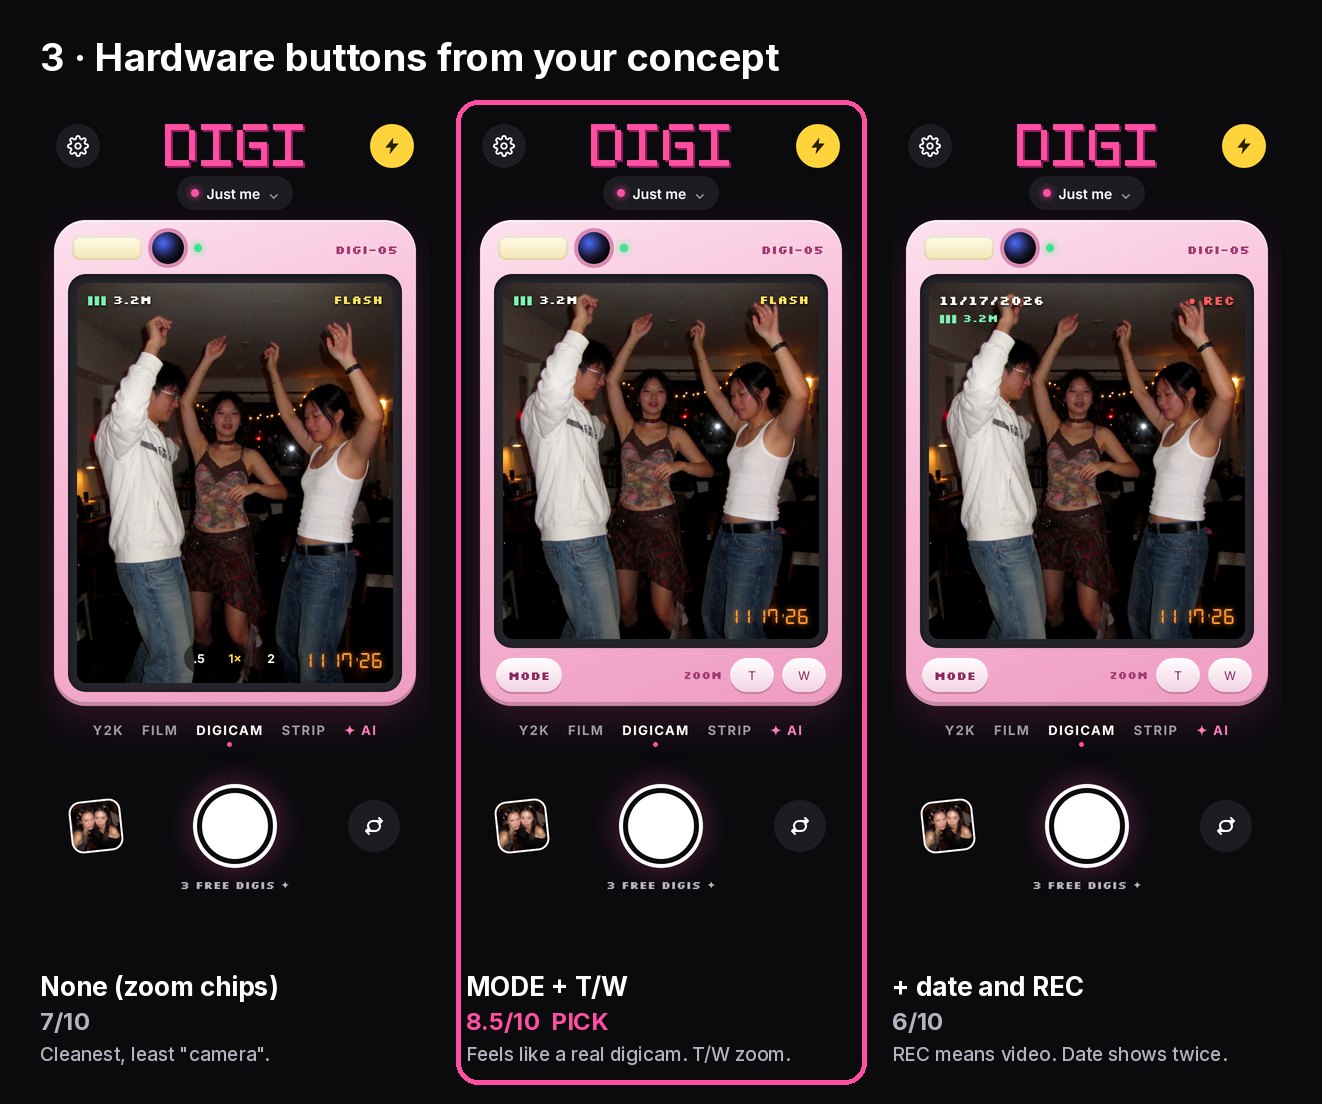 3 · Hardware buttons from your concept
DIGI
Just me
DIGI-05
3.2M
FLASH
.5 1× 2
11 17'26
Y2K FILM DIGICAM STRIP ✦ AI
3 FREE DIGIS ✦
None (zoom chips)
7/10
Cleanest, least "camera".
DIGI
Just me
DIGI-05
3.2M
FLASH
11 17'26
MODE
ZOOM T W
Y2K FILM DIGICAM STRIP ✦ AI
3 FREE DIGIS ✦
MODE + T/W
8.5/10 PICK
Feels like a real digicam. T/W zoom.
DIGI
Just me
DIGI-05
11/17/2026
● REC
3.2M
11 17'26
MODE
ZOOM T W
Y2K FILM DIGICAM STRIP ✦ AI
3 FREE DIGIS ✦
+ date and REC
6/10
REC means video. Date shows twice.